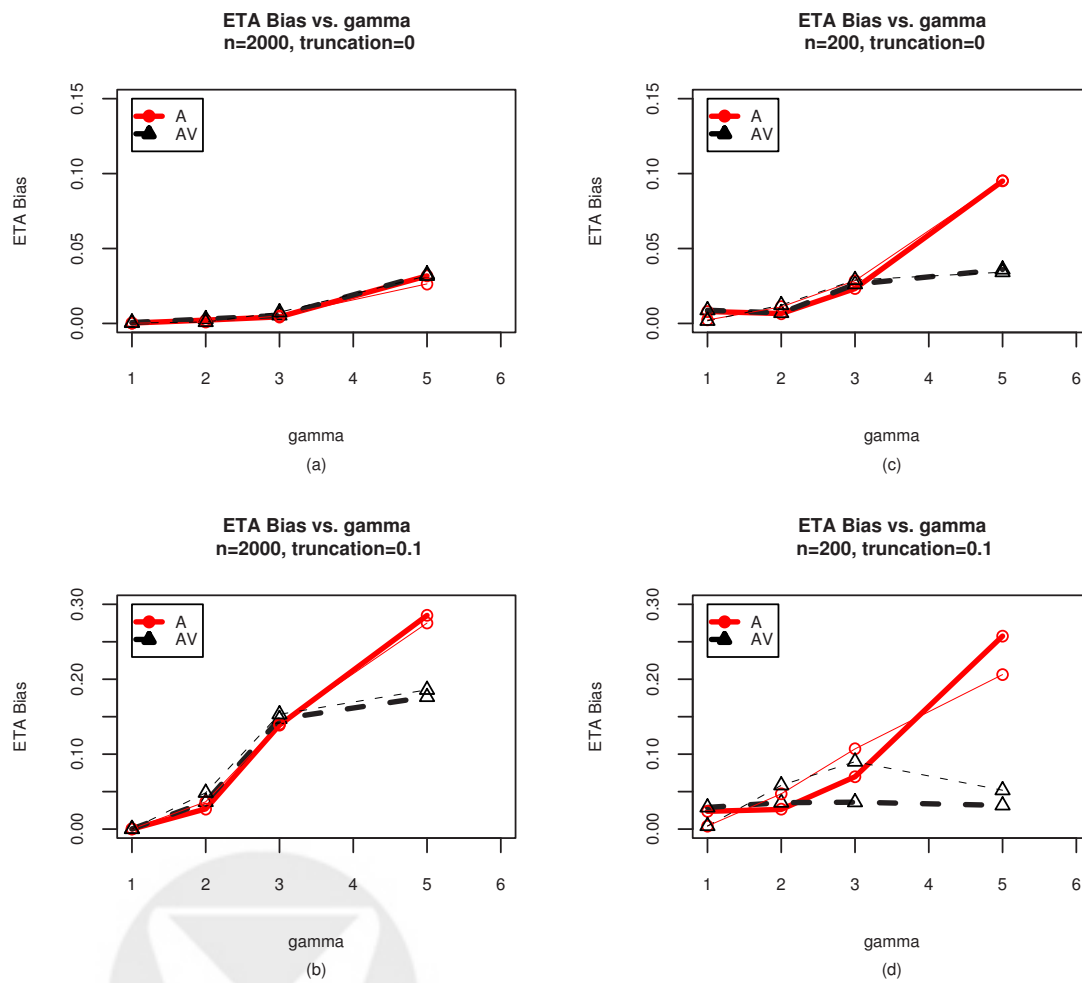 ETA Bias vs. gamma
n=2000, truncation=0
A
AV
0.15
0.10
0.05
0.00
ETA Bias
1 2 3 4 5 6
gamma
(a)
ETA Bias vs. gamma
n=200, truncation=0
A
AV
0.15
0.10
0.05
0.00
ETA Bias
1 2 3 4 5 6
gamma
(c)
ETA Bias vs. gamma
n=2000, truncation=0.1
A
AV
0.30
0.20
0.10
0.00
ETA Bias
1 2 3 4 5 6
gamma
(b)
ETA Bias vs. gamma
n=200, truncation=0.1
A
AV
0.30
0.20
0.10
0.00
ETA Bias
1 2 3 4 5 6
gamma
(d)